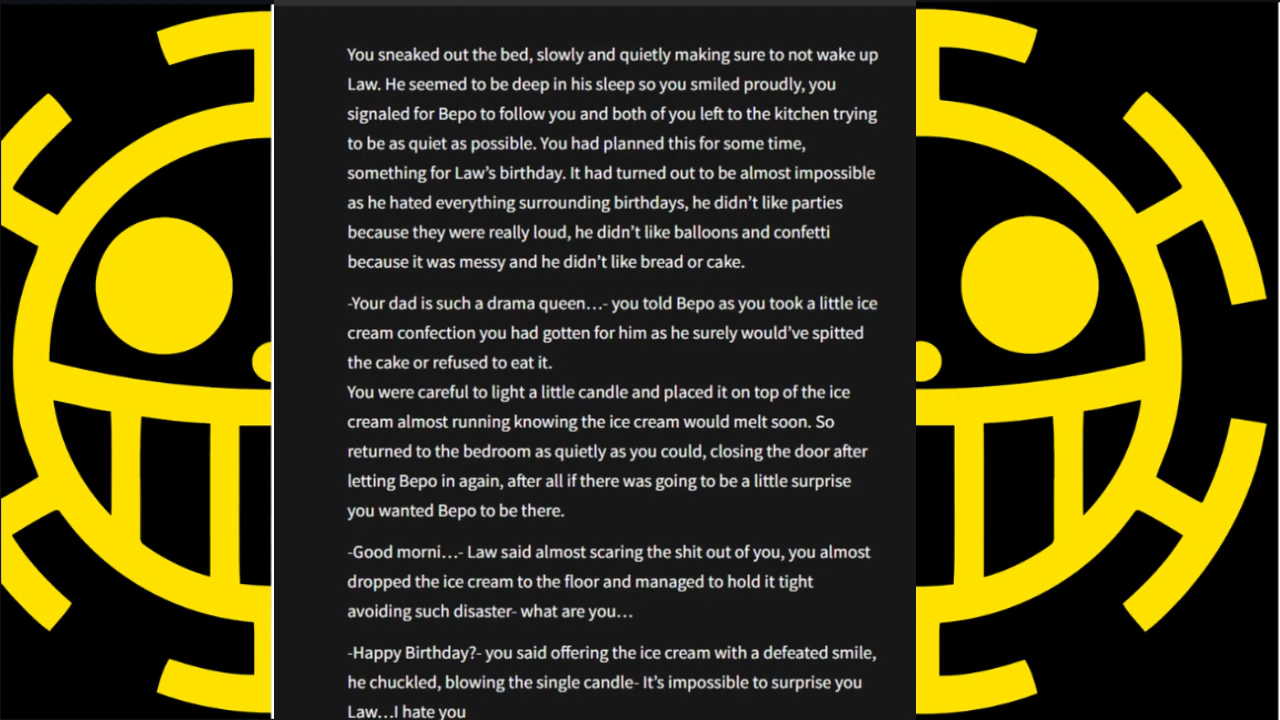 You sneaked out the bed, slowly and quietly making sure to not wake up
Law. He seemed to be deep in his sleep so you smiled proudly, you
signaled for Bepo to follow you and both of you left to the kitchen trying
to be as quiet as possible. You had planned this for some time,
something for Law’s birthday. It had turned out to be almost impossible
as he hated everything surrounding birthdays, he didn’t like parties
because they were really loud, he didn’t like balloons and confetti
because it was messy and he didn’t like bread or cake.
-Your dad is such a drama queen…- you told Bepo as you took a little ice
cream confection you had gotten for him as he surely would’ve spitted
the cake or refused to eat it.
You were careful to light a little candle and placed it on top of the ice
cream almost running knowing the ice cream would melt soon. So
returned to the bedroom as quietly as you could, closing the door after
letting Bepo in again, after all if there was going to be a little surprise
you wanted Bepo to be there.
-Good morni…- Law said almost scaring the shit out of you, you almost
dropped the ice cream to the floor and managed to hold it tight
avoiding such disaster- what are you…
-Happy Birthday?- you said offering the ice cream with a defeated smile,
he chuckled, blowing the single candle- It’s impossible to surprise you
Law…I hate you